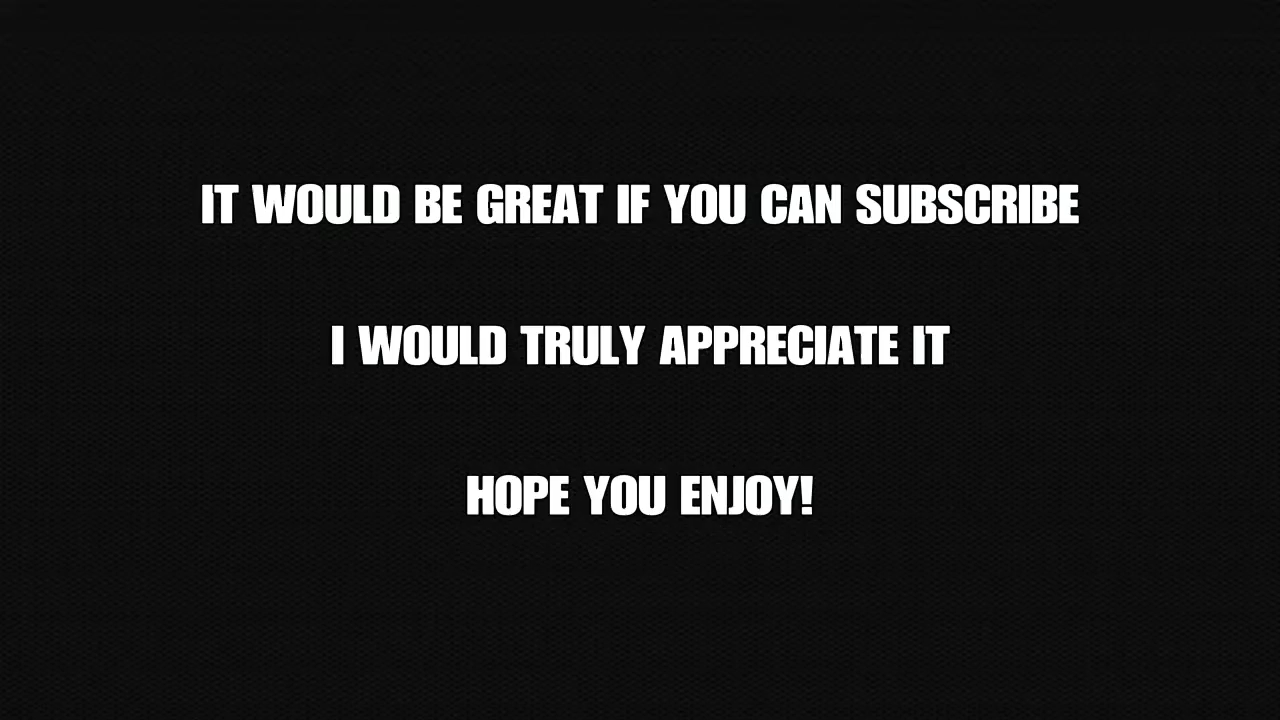 IT WOULD BE GREAT IF YOU CAN SUBSCRIBE
I WOULD TRULY APPRECIATE IT
HOPE YOU ENJOY!